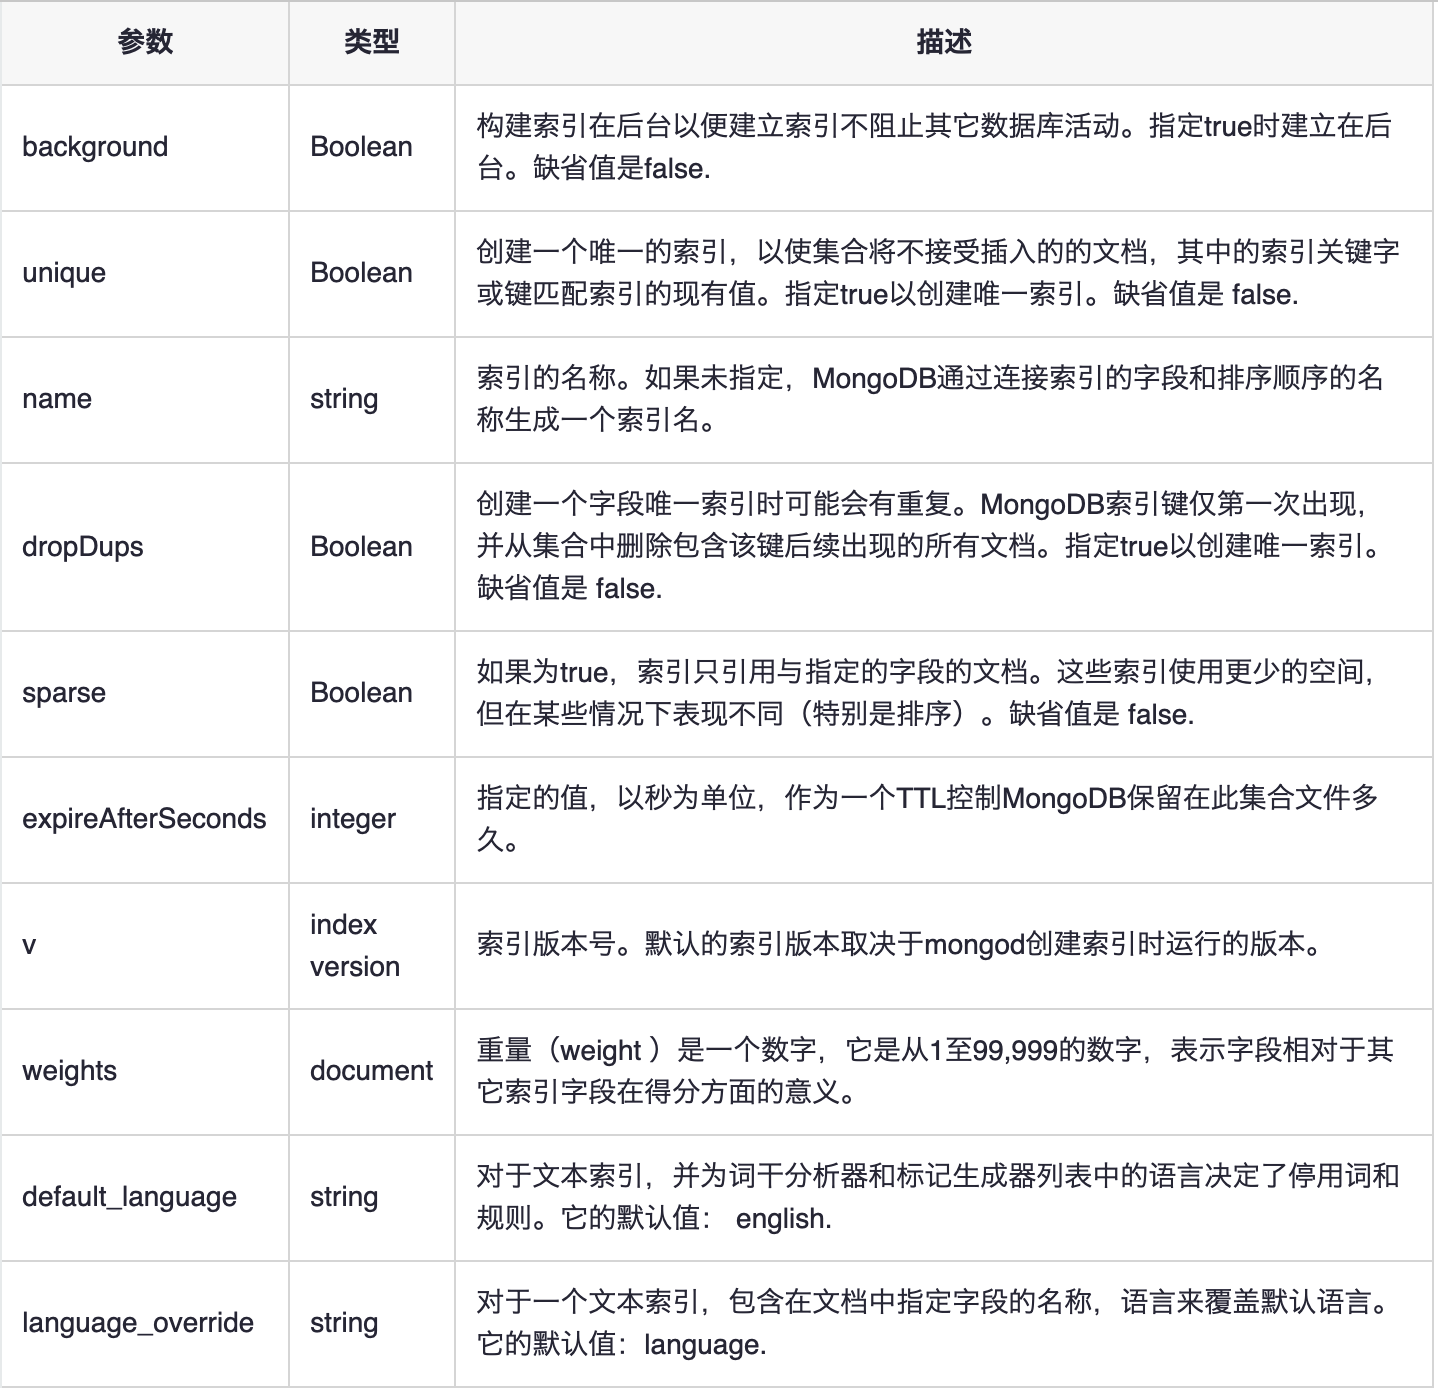 参数 类型 描述
background Boolean 构建索引在后台以便建立索引不阻止其它数据库活动。指定true时建立在后
台。缺省值是false.
unique Boolean 创建一个唯一的索引，以使集合将不接受插入的的文档，其中的索引关键字
或键匹配索引的现有值。指定true以创建唯一索引。缺省值是 false.
name string 索引的名称。如果未指定，MongoDB通过连接索引的字段和排序顺序的名
称生成一个索引名。
dropDups Boolean 创建一个字段唯一索引时可能会有重复。MongoDB索引键仅第一次出现，
并从集合中删除包含该键后续出现的所有文档。指定true以创建唯一索引。
缺省值是 false.
sparse Boolean 如果为true，索引只引用与指定的字段的文档。这些索引使用更少的空间，
但在某些情况下表现不同（特别是排序）。缺省值是 false.
expireAfterSeconds integer 指定的值，以秒为单位，作为一个TTL控制MongoDB保留在此集合文件多
久。
v index
version 索引版本号。默认的索引版本取决于mongod创建索引时运行的版本。
weights document 重量（weight ）是一个数字，它是从1至99,999的数字，表示字段相对于其
它索引字段在得分方面的意义。
default_language string 对于文本索引，并为词干分析器和标记生成器列表中的语言决定了停用词和
规则。它的默认值： english.
language_override string 对于一个文本索引，包含在文档中指定字段的名称，语言来覆盖默认语言。
它的默认值：language.